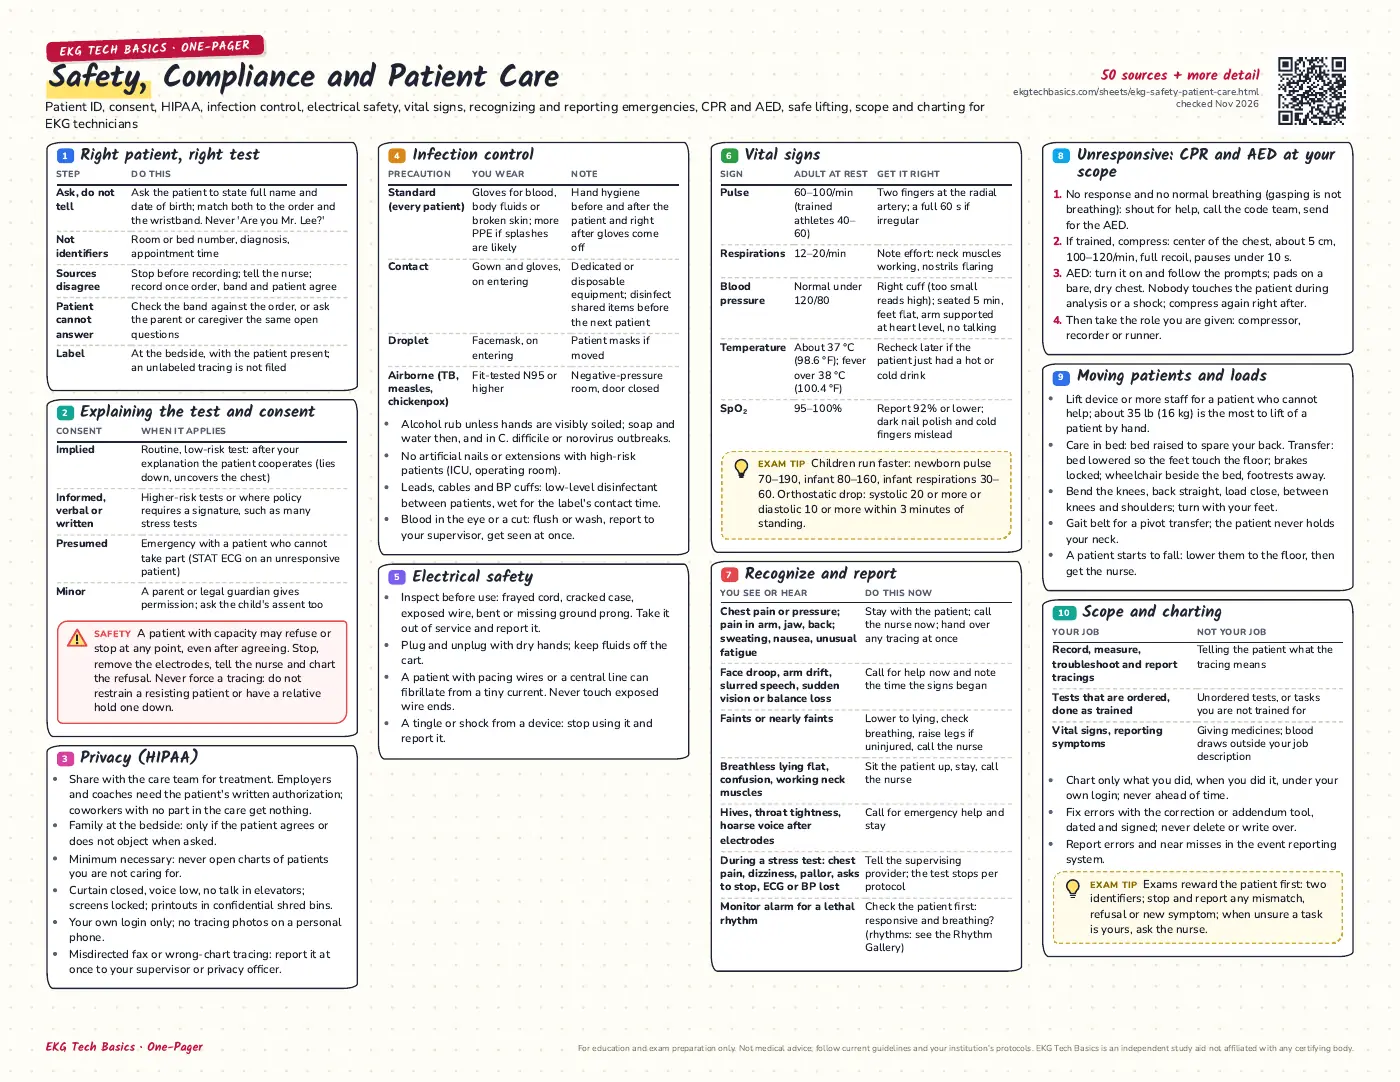 EKG TECH BASICS · ONE-PAGER
Safety, Compliance and Patient Care
Patient ID, consent, HIPAA, infection control, electrical safety, vital signs, recognizing and reporting emergencies, CPR and AED, safe lifting, scope and charting for
EKG technicians
50 sources + more detail
ekgtechbasics.com/sheets/ekg-safety-patient-care.html
checked Nov 2026
1 Right patient, right test
STEP DO THIS
Ask, do not Ask the patient to state full name and
tell date of birth; match both to the order and
the wristband. Never 'Are you Mr. Lee?'
Not Room or bed number, diagnosis,
identifiers appointment time
Sources Stop before recording; tell the nurse;
disagree record once order, band and patient agree
Patient Check the band against the order, or ask
cannot the parent or caregiver the same open
answer questions
Label At the bedside, with the patient present;
an unlabeled tracing is not filed
2 Explaining the test and consent
CONSENT WHEN IT APPLIES
Implied Routine, low-risk test: after your
explanation the patient cooperates (lies
down, uncovers the chest)
Informed, Higher-risk tests or where policy
verbal or requires a signature, such as many
written stress tests
Presumed Emergency with a patient who cannot
take part (STAT ECG on an unresponsive
patient)
Minor A parent or legal guardian gives
permission; ask the child's assent too
SAFETY A patient with capacity may refuse or
stop at any point, even after agreeing. Stop,
remove the electrodes, tell the nurse and chart
the refusal. Never force a tracing: do not
restrain a resisting patient or have a relative
hold one down.
3 Privacy (HIPAA)
• Share with the care team for treatment. Employers
and coaches need the patient's written authorization;
coworkers with no part in the care get nothing.
• Family at the bedside: only if the patient agrees or
does not object when asked.
• Minimum necessary: never open charts of patients
you are not caring for.
• Curtain closed, voice low, no talk in elevators;
screens locked; printouts in confidential shred bins.
• Your own login only; no tracing photos on a personal
phone.
• Misdirected fax or wrong-chart tracing: report it at
once to your supervisor or privacy officer.
4 Infection control
PRECAUTION YOU WEAR NOTE
Standard Gloves for blood, Hand hygiene
(every patient) body fluids or before and after the
broken skin; more patient and right
PPE if splashes after gloves come
are likely off
Contact Gown and gloves, Dedicated or
on entering disposable
equipment; disinfect
shared items before
the next patient
Droplet Facemask, on Patient masks if
entering moved
Airborne (TB, Fit-tested N95 or Negative-pressure
measles, higher room, door closed
chickenpox)
• Alcohol rub unless hands are visibly soiled; soap and
water then, and in C. difficile or norovirus outbreaks.
• No artificial nails or extensions with high-risk
patients (ICU, operating room).
• Leads, cables and BP cuffs: low-level disinfectant
between patients, wet for the label's contact time.
• Blood in the eye or a cut: flush or wash, report to
your supervisor, get seen at once.
5 Electrical safety
• Inspect before use: frayed cord, cracked case,
exposed wire, bent or missing ground prong. Take it
out of service and report it.
• Plug and unplug with dry hands; keep fluids off the
cart.
• A patient with pacing wires or a central line can
fibrillate from a tiny current. Never touch exposed
wire ends.
• A tingle or shock from a device: stop using it and
report it.
6 Vital signs
SIGN ADULT AT REST GET IT RIGHT
Pulse 60–100/min Two fingers at the radial
(trained artery; a full 60 s if
athletes 40– irregular
60)
Respirations 12–20/min Note effort: neck muscles
working, nostrils flaring
Blood Normal under Right cuff (too small
pressure 120/80 reads high); seated 5 min,
feet flat, arm supported
at heart level, no talking
Temperature About 37 °C Recheck later if the
(98.6 °F); fever patient just had a hot or
over 38 °C cold drink
(100.4 °F)
SpO₂ 95–100% Report 92% or lower;
dark nail polish and cold
fingers mislead
EXAM TIP Children run faster: newborn pulse
70–190, infant 80–160, infant respirations 30–
60. Orthostatic drop: systolic 20 or more or
diastolic 10 or more within 3 minutes of
standing.
7 Recognize and report
YOU SEE OR HEAR DO THIS NOW
Chest pain or pressure; Stay with the patient; call
pain in arm, jaw, back; the nurse now; hand over
sweating, nausea, unusual any tracing at once
fatigue
Face droop, arm drift, Call for help now and note
slurred speech, sudden the time the signs began
vision or balance loss
Faints or nearly faints Lower to lying, check
breathing, raise legs if
uninjured, call the nurse
Breathless lying flat, Sit the patient up, stay, call
confusion, working neck the nurse
muscles
Hives, throat tightness, Call for emergency help and
hoarse voice after stay
electrodes
During a stress test: chest Tell the supervising
pain, dizziness, pallor, asks provider; the test stops per
to stop, ECG or BP lost protocol
Monitor alarm for a lethal Check the patient first:
rhythm responsive and breathing?
(rhythms: see the Rhythm
Gallery)
8 Unresponsive: CPR and AED at your
scope
1. No response and no normal breathing (gasping is not
breathing): shout for help, call the code team, send
for the AED.
2. If trained, compress: center of the chest, about 5 cm,
100–120/min, full recoil, pauses under 10 s.
3. AED: turn it on and follow the prompts; pads on a
bare, dry chest. Nobody touches the patient during
analysis or a shock; compress again right after.
4. Then take the role you are given: compressor,
recorder or runner.
9 Moving patients and loads
• Lift device or more staff for a patient who cannot
help; about 35 lb (16 kg) is the most to lift of a
patient by hand.
• Care in bed: bed raised to spare your back. Transfer:
bed lowered so the feet touch the floor; brakes
locked; wheelchair beside the bed, footrests away.
• Bend the knees, back straight, load close, between
knees and shoulders; turn with your feet.
• Gait belt for a pivot transfer; the patient never holds
your neck.
• A patient starts to fall: lower them to the floor, then
get the nurse.
10 Scope and charting
YOUR JOB NOT YOUR JOB
Record, measure, Telling the patient what the
troubleshoot and report tracing means
tracings
Tests that are ordered, Unordered tests, or tasks
done as trained you are not trained for
Vital signs, reporting Giving medicines; blood
symptoms draws outside your job
description
• Chart only what you did, when you did it, under your
own login; never ahead of time.
• Fix errors with the correction or addendum tool,
dated and signed; never delete or write over.
• Report errors and near misses in the event reporting
system.
EXAM TIP Exams reward the patient first: two
identifiers; stop and report any mismatch,
refusal or new symptom; when unsure a task
is yours, ask the nurse.
EKG Tech Basics · One-Pager
For education and exam preparation only. Not medical advice; follow current guidelines and your institution's protocols. EKG Tech Basics is an independent study aid not affiliated with any certifying body.